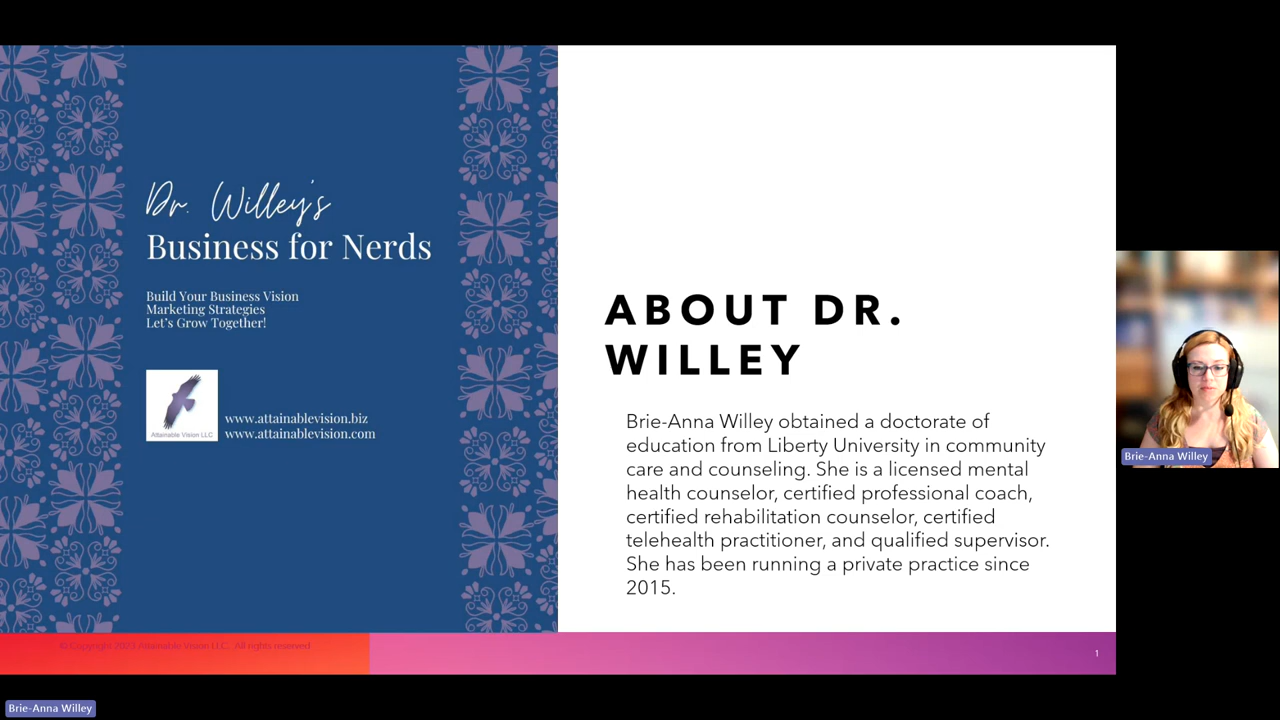 Dr. Willey's
Business for Nerds
Build Your Business Vision
Marketing Strategies
Let's Grow Together!
Attainable Vision LLC
www.attainablevision.biz
www.attainablevision.com
ABOUT DR.
WILLEY
Brie-Anna Willey obtained a doctorate of
education from Liberty University in community
care and counseling. She is a licensed mental
health counselor, certified professional coach,
certified rehabilitation counselor, certified
telehealth practitioner, and qualified supervisor.
She has been running a private practice since
2015.
© Copyright 2023 Attainable Vision LLC. All rights reserved
1
Brie-Anna Willey
Brie-Anna Willey